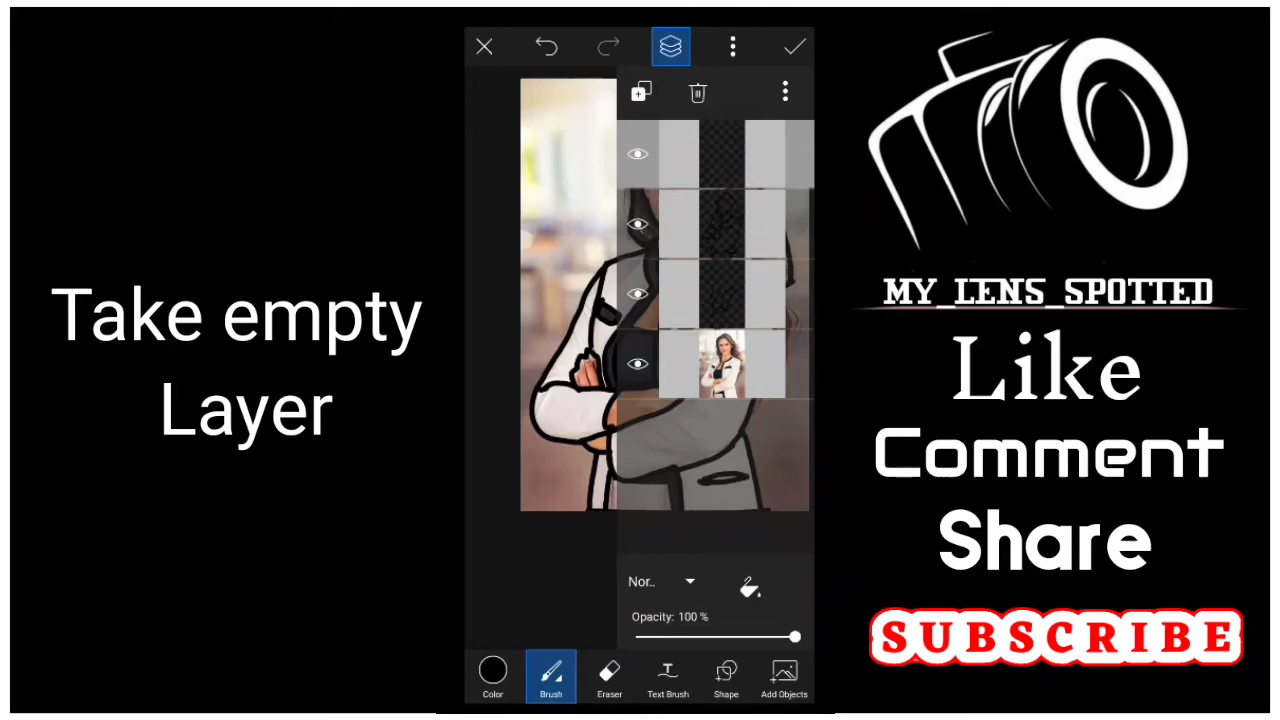 Take empty
Layer
Nor..
Opacity: 100 %
Color
Brush
Eraser
Text Brush
Shape
Add Objects
MY_LENS_SPOTTED
Like
Comment
Share
SUBSCRIBE